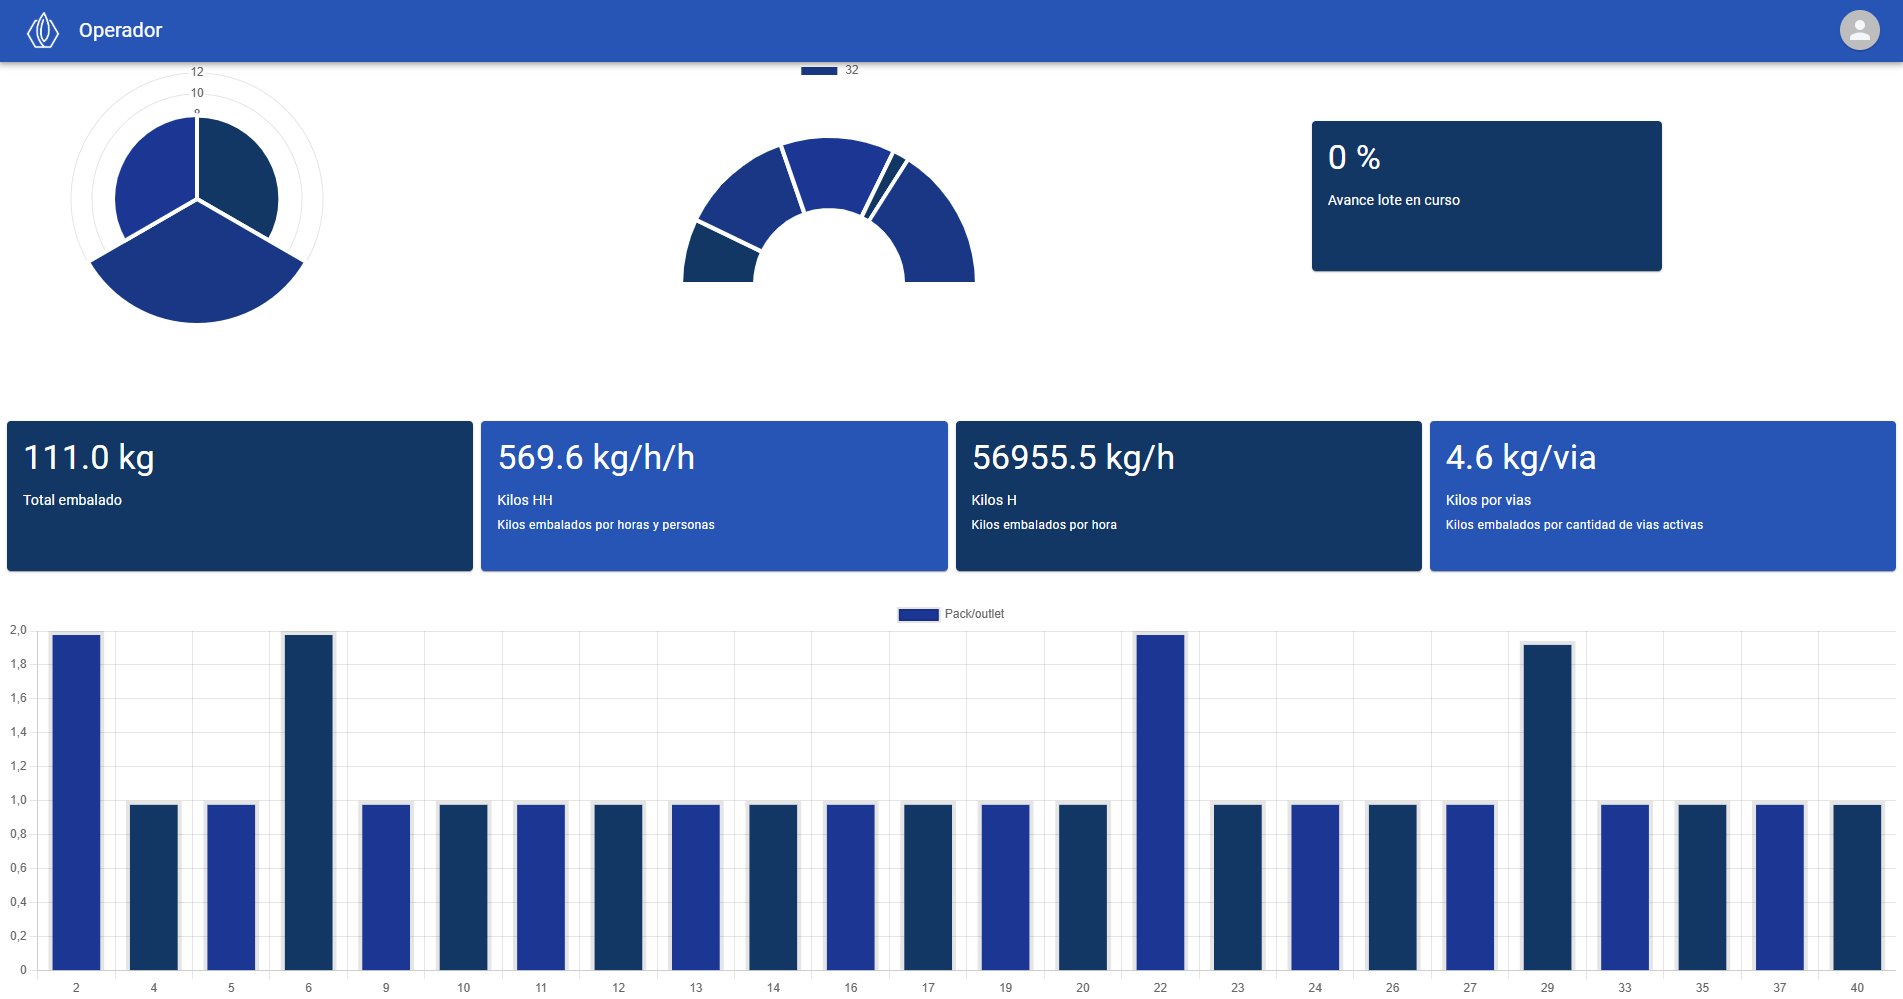 Operador
12
10
32
0 %
Avance lote en curso
111.0 kg
Total embalado
569.6 kg/h/h
Kilos HH
Kilos embalados por horas y personas
56955.5 kg/h
Kilos H
Kilos embalados por hora
4.6 kg/via
Kilos por vias
Kilos embalados por cantidad de vias activas
Pack/outlet
2,0
1,8
1,6
1,4
1,2
1,0
0,8
0,6
0,4
0,2
0
2 4 5 6 9 10 11 12 13 14 16 17 19 20 22 23 24 26 27 29 33 35 37 40